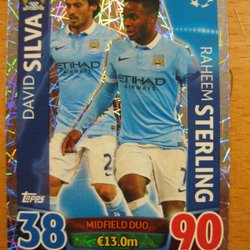 DAVID SILVA
RAHEEM STERLING
ETIHAD
AIRWAYS
ETIHAD
AIRWAYS
Topps
MIDFIELD DUO
€13.0m
38
90